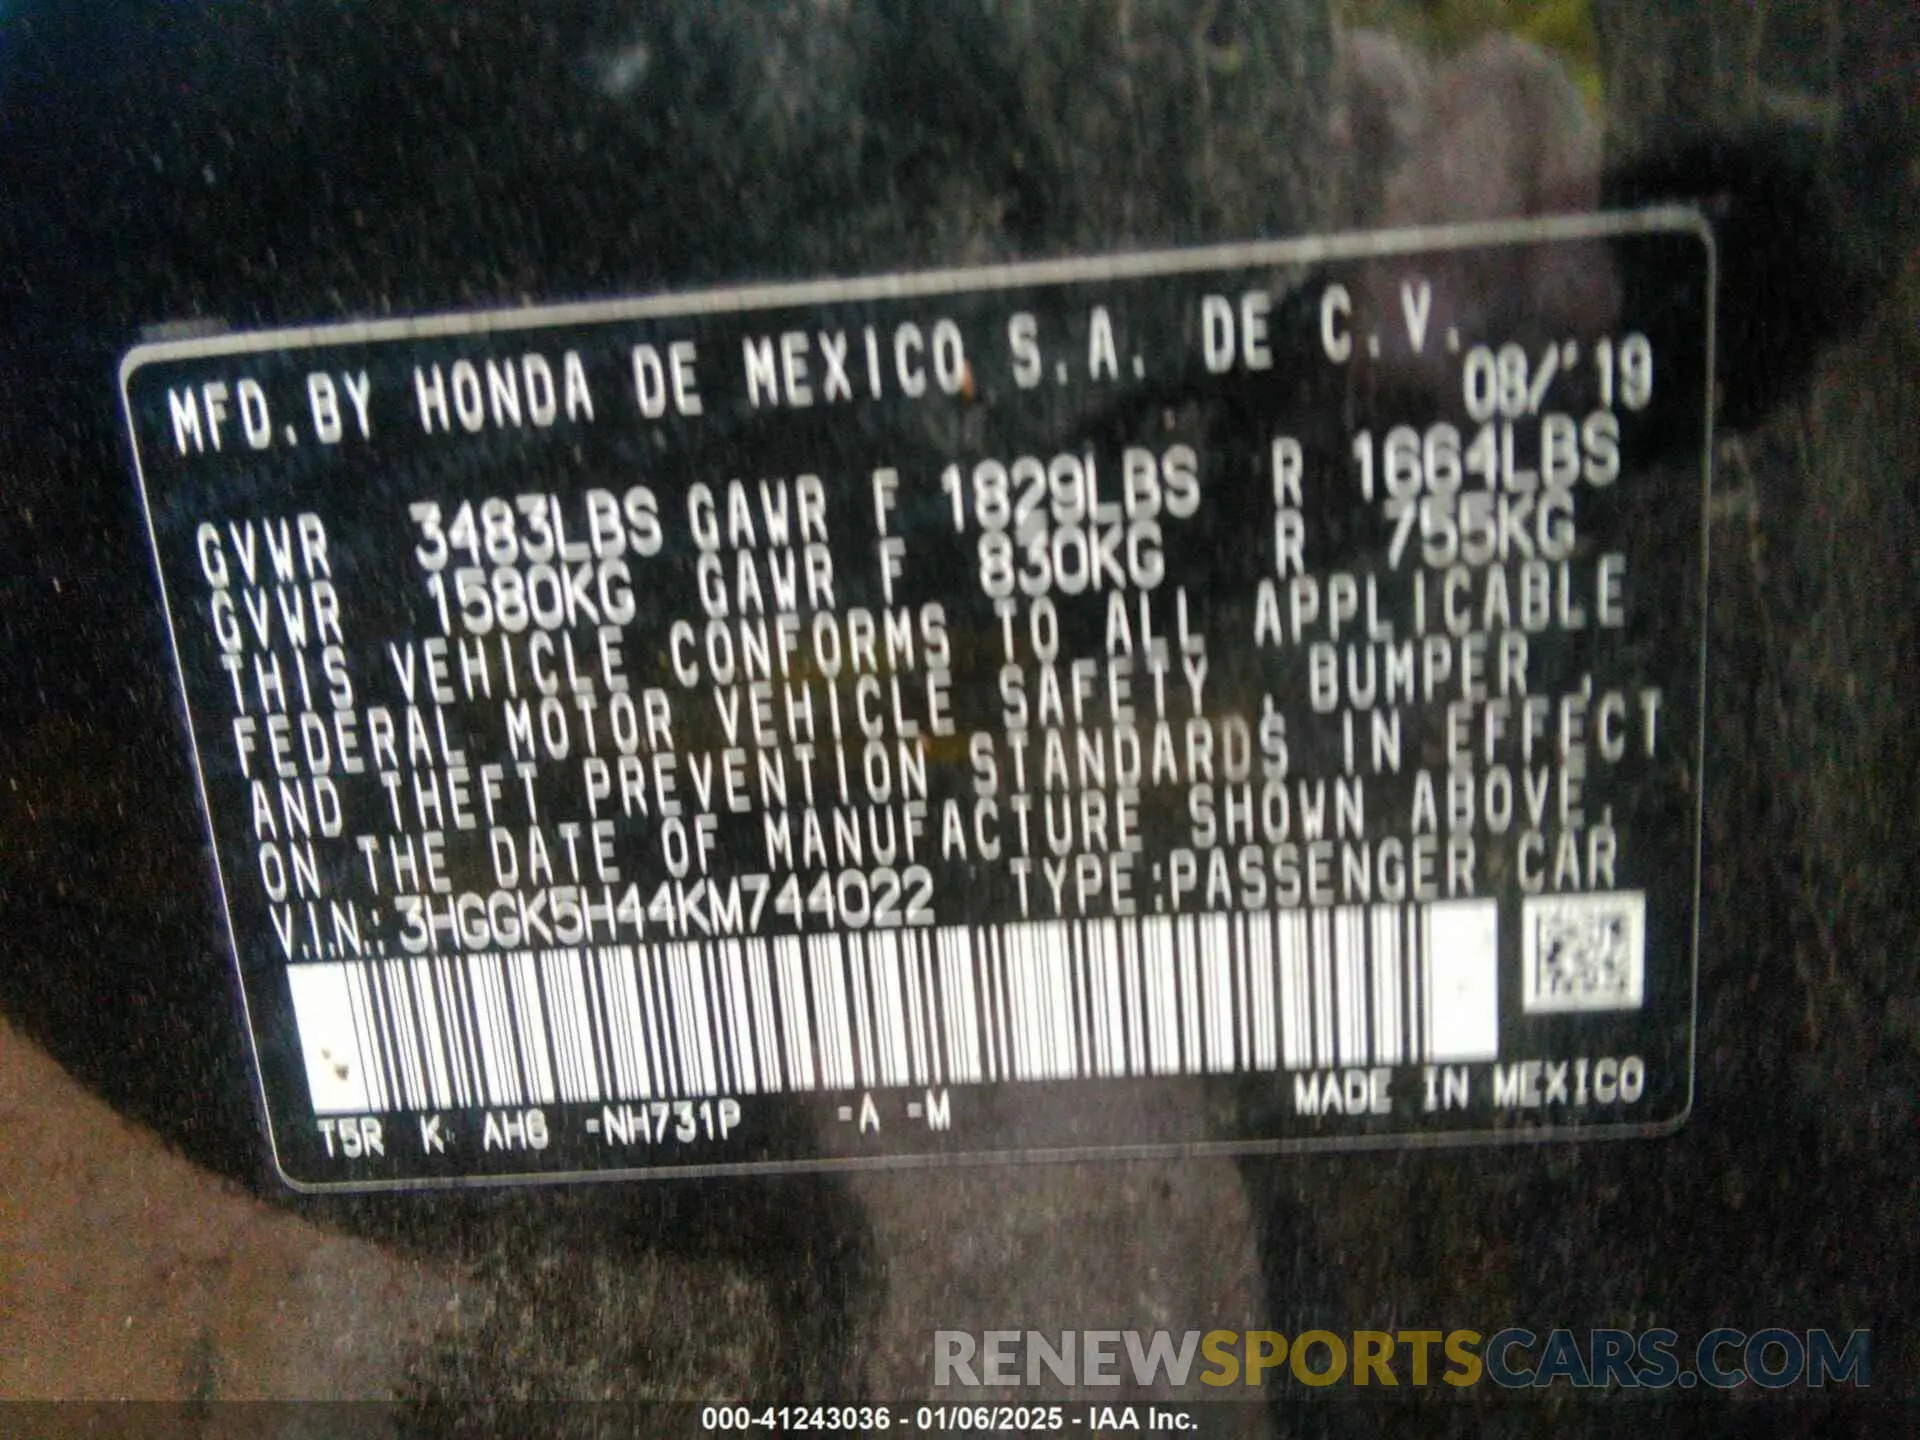 MFD.BY HONDA DE MEXICO S.A. DE C.V.
08/'19
GVWR 3483LBS GAWR F 1829LBS R 1664LBS
GVWR 1580KG GAWR F 830KG R 755KG
THIS VEHICLE CONFORMS TO ALL APPLICABLE
FEDERAL MOTOR VEHICLE SAFETY, BUMPER,
AND THEFT PREVENTION STANDARDS IN EFFECT
ON THE DATE OF MANUFACTURE SHOWN ABOVE.
V.I.N.: 3HGGK5H44KM744022 TYPE:PASSENGER CAR
T5R K AHG -NH731P -A -M MADE IN MEXICO
RENEWSPORTSCARS.COM
000-41243036 - 01/06/2025 - IAA Inc.